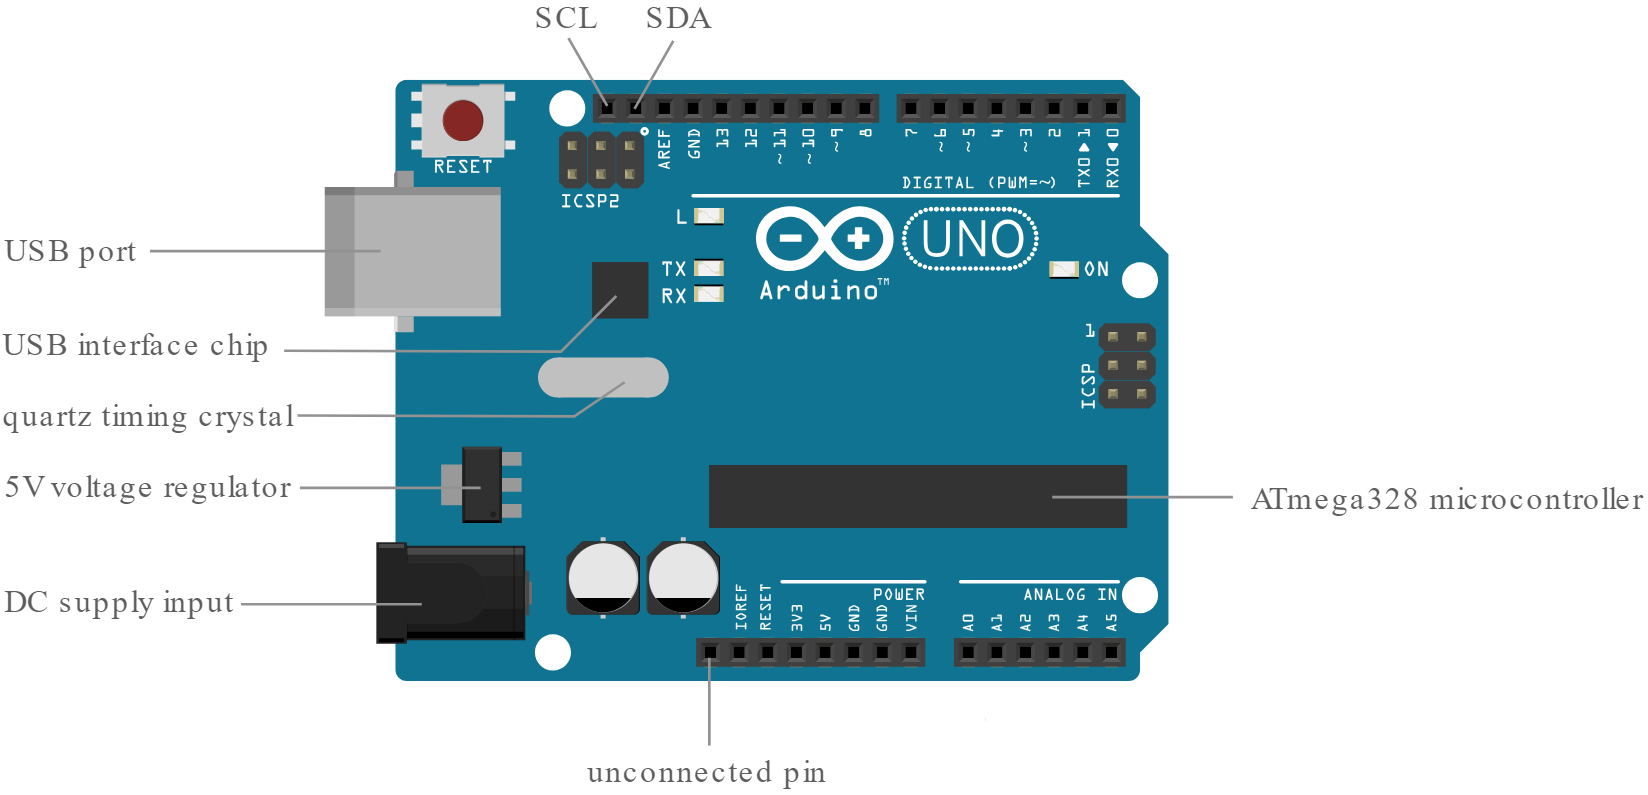 SCL SDA
RESET
ICSP2
AREF
GND
13
12
~11
~10
~9
8
7
~6
~5
4
~3
2
TX0▶1
RX0◀0
DIGITAL (PWM=~)
L
TX
RX
UNO
Arduino™
ON
1
ICSP
USB port
USB interface chip
quartz timing crystal
5V voltage regulator
ATmega328 microcontroller
DC supply input
POWER
ANALOG IN
IOREF
RESET
3V3
5V
GND
GND
VIN
A0
A1
A2
A3
A4
A5
unconnected pin